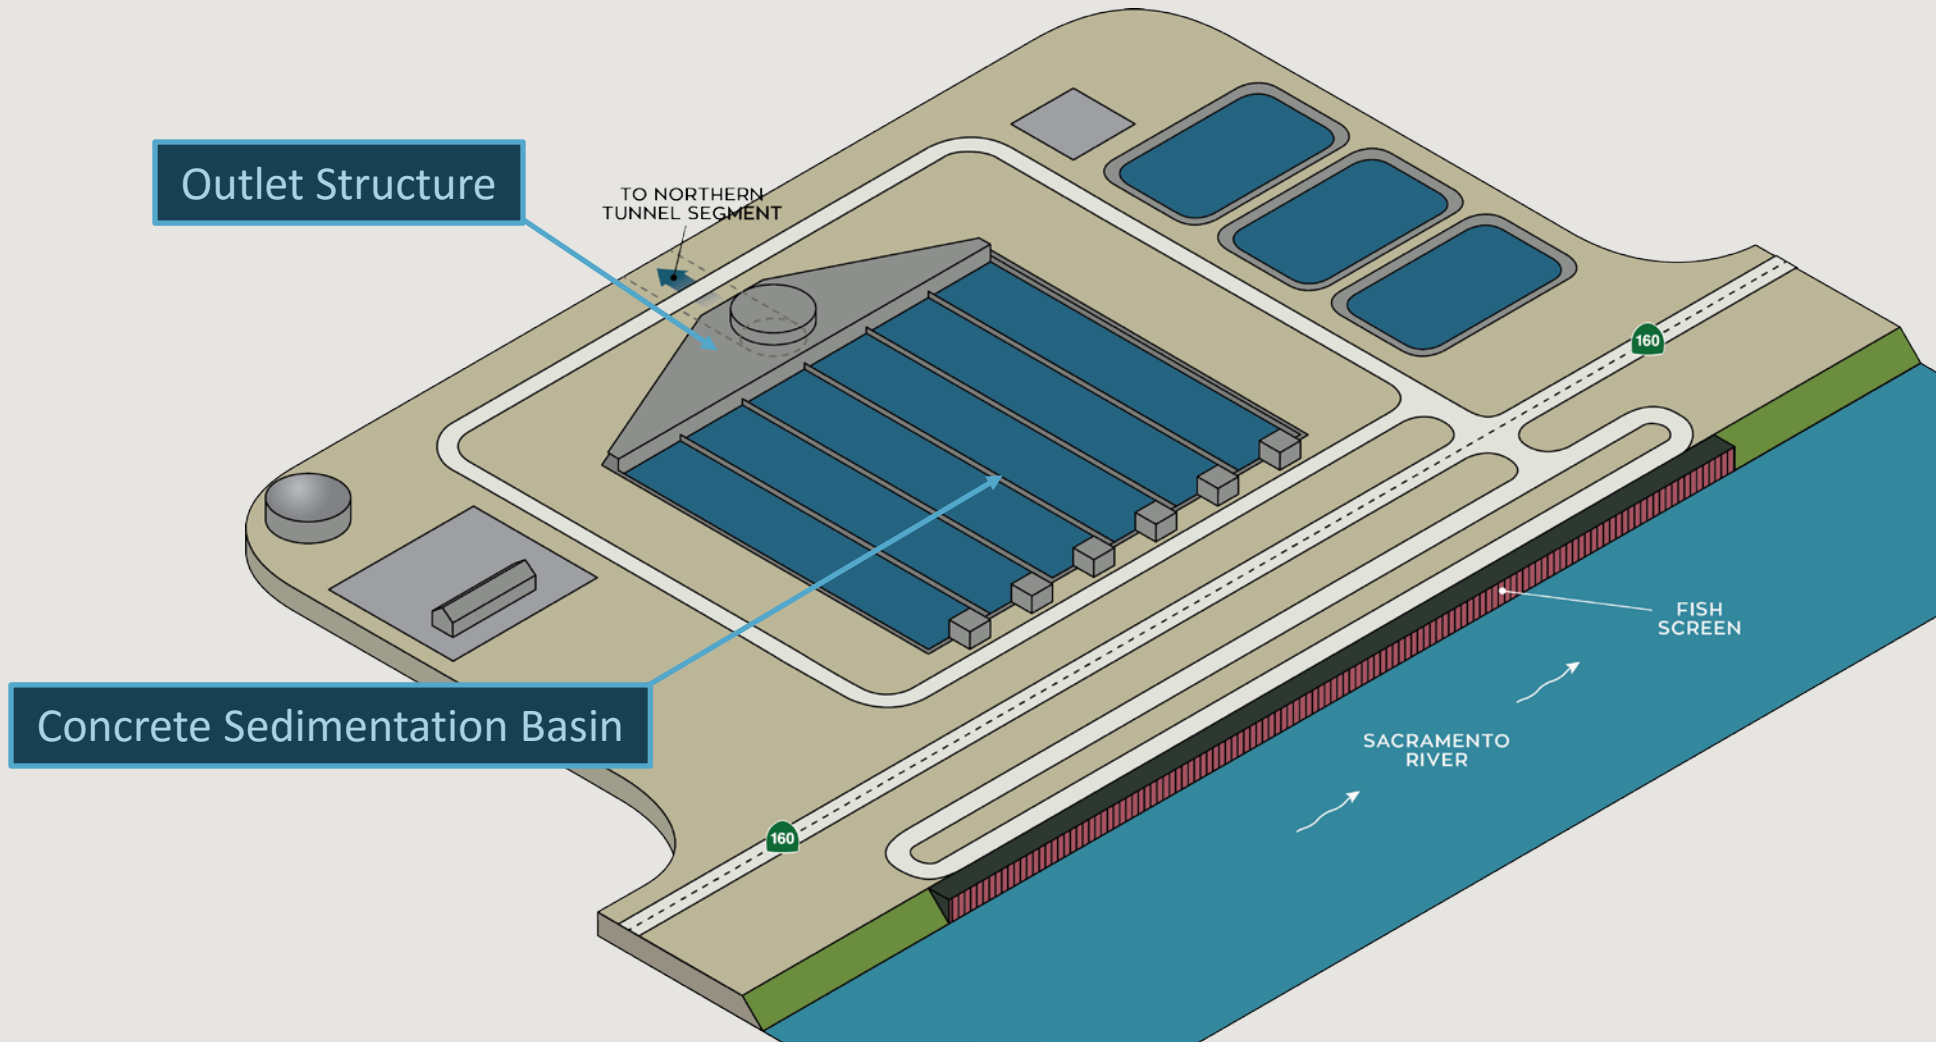 Outlet Structure
TO NORTHERN
TUNNEL SEGMENT
160
FISH
SCREEN
Concrete Sedimentation Basin
SACRAMENTO
RIVER
160